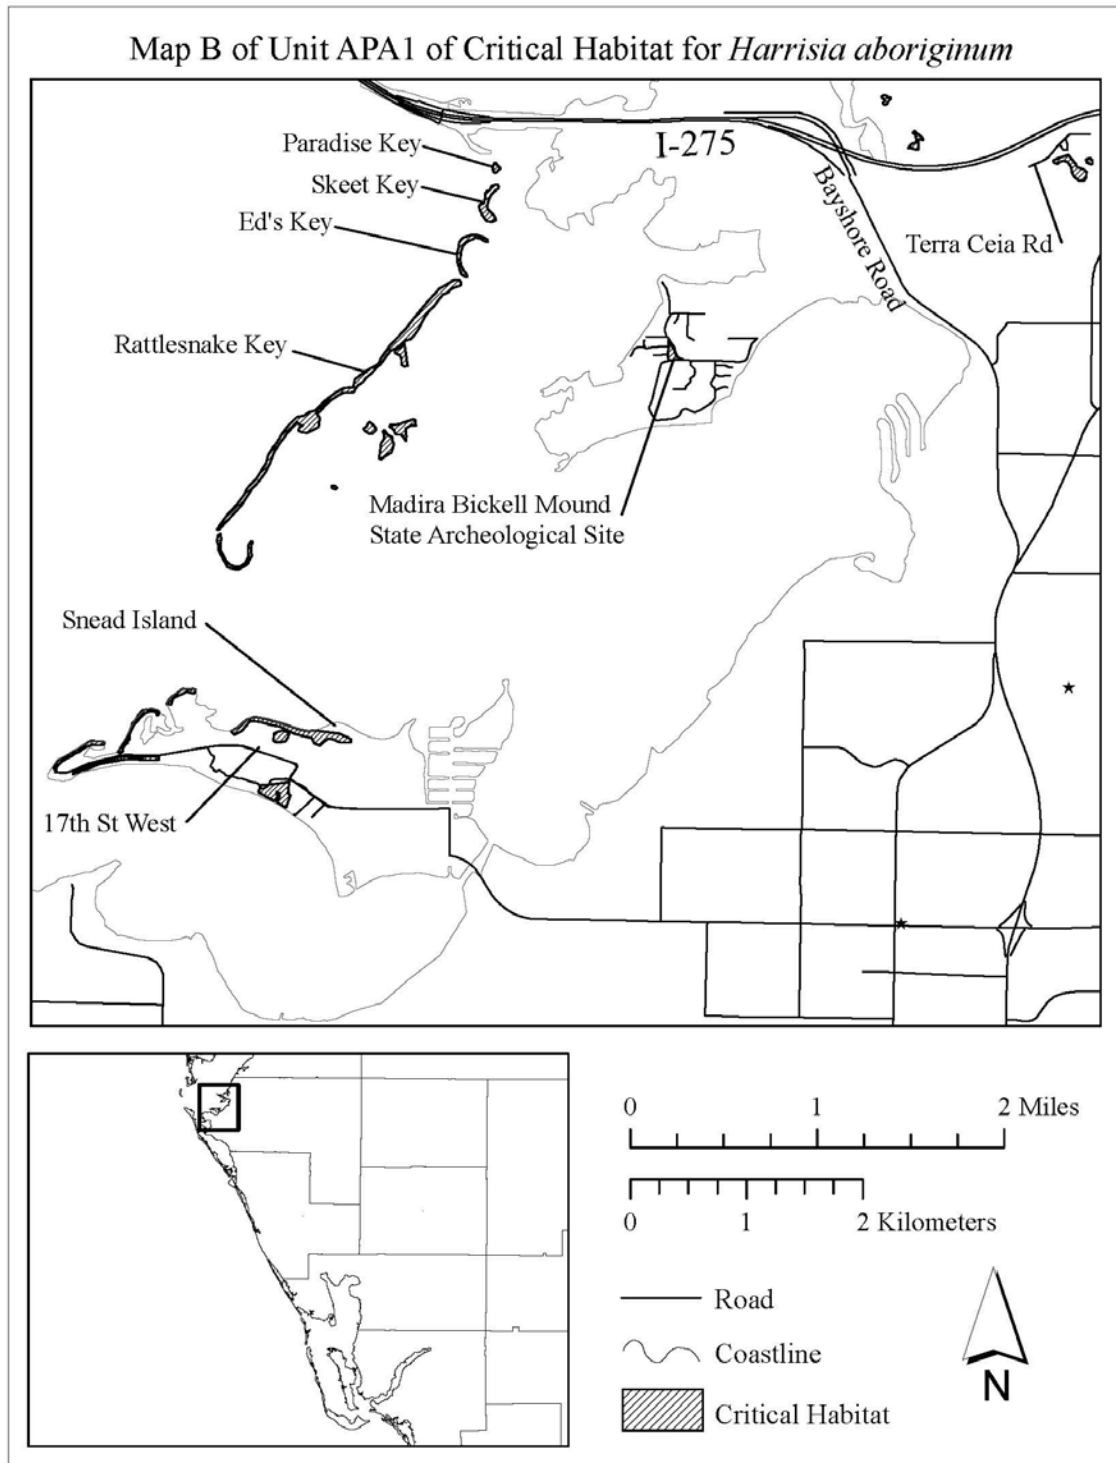 Map B of Unit APA1 of Critical Habitat for Harrisia aboriginum
Paradise Key
I-275
Skeet Key
Ed's Key
Bayshore Road
Terra Ceia Rd
Rattlesnake Key
Madira Bickell Mound
State Archeological Site
Snead Island
17th St West
0 1 2 Miles
0 1 2 Kilometers
Road
Coastline
Critical Habitat
N